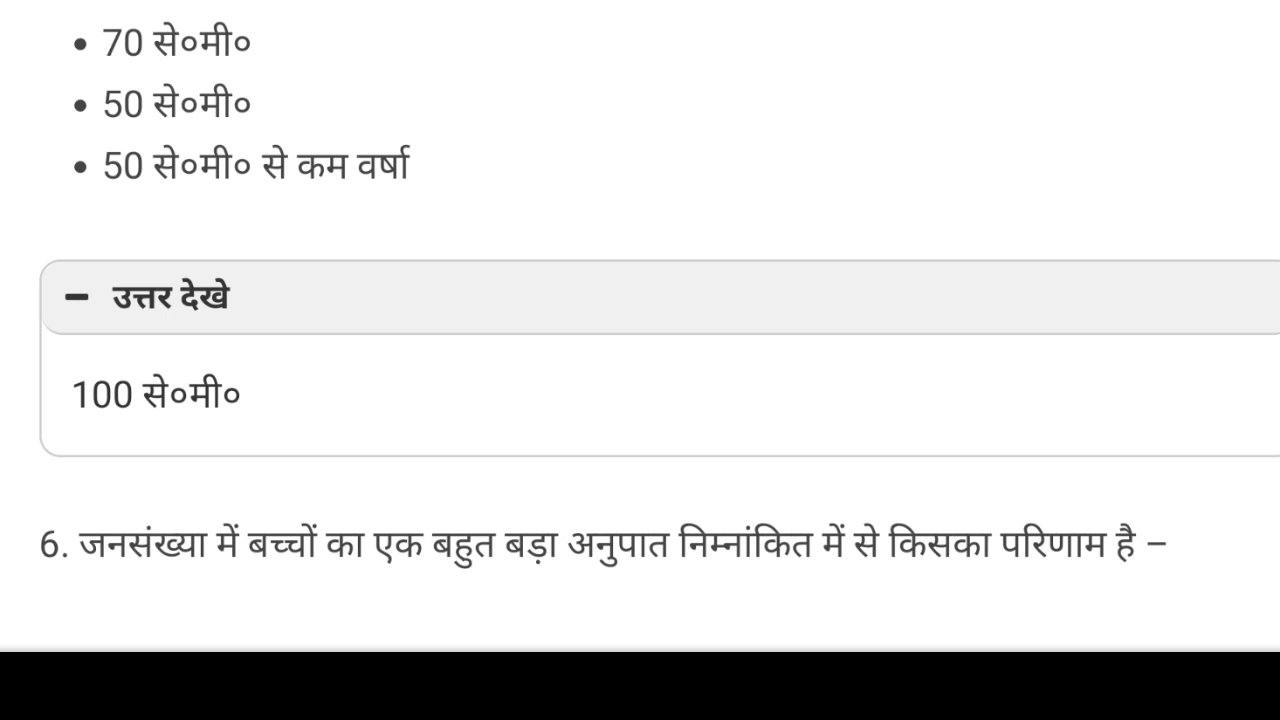 • 70 से०मी०
• 50 से०मी०
• 50 से०मी० से कम वर्षा
− उत्तर देखे
100 से०मी०
6. जनसंख्या में बच्चों का एक बहुत बड़ा अनुपात निम्नांकित में से किसका परिणाम है –